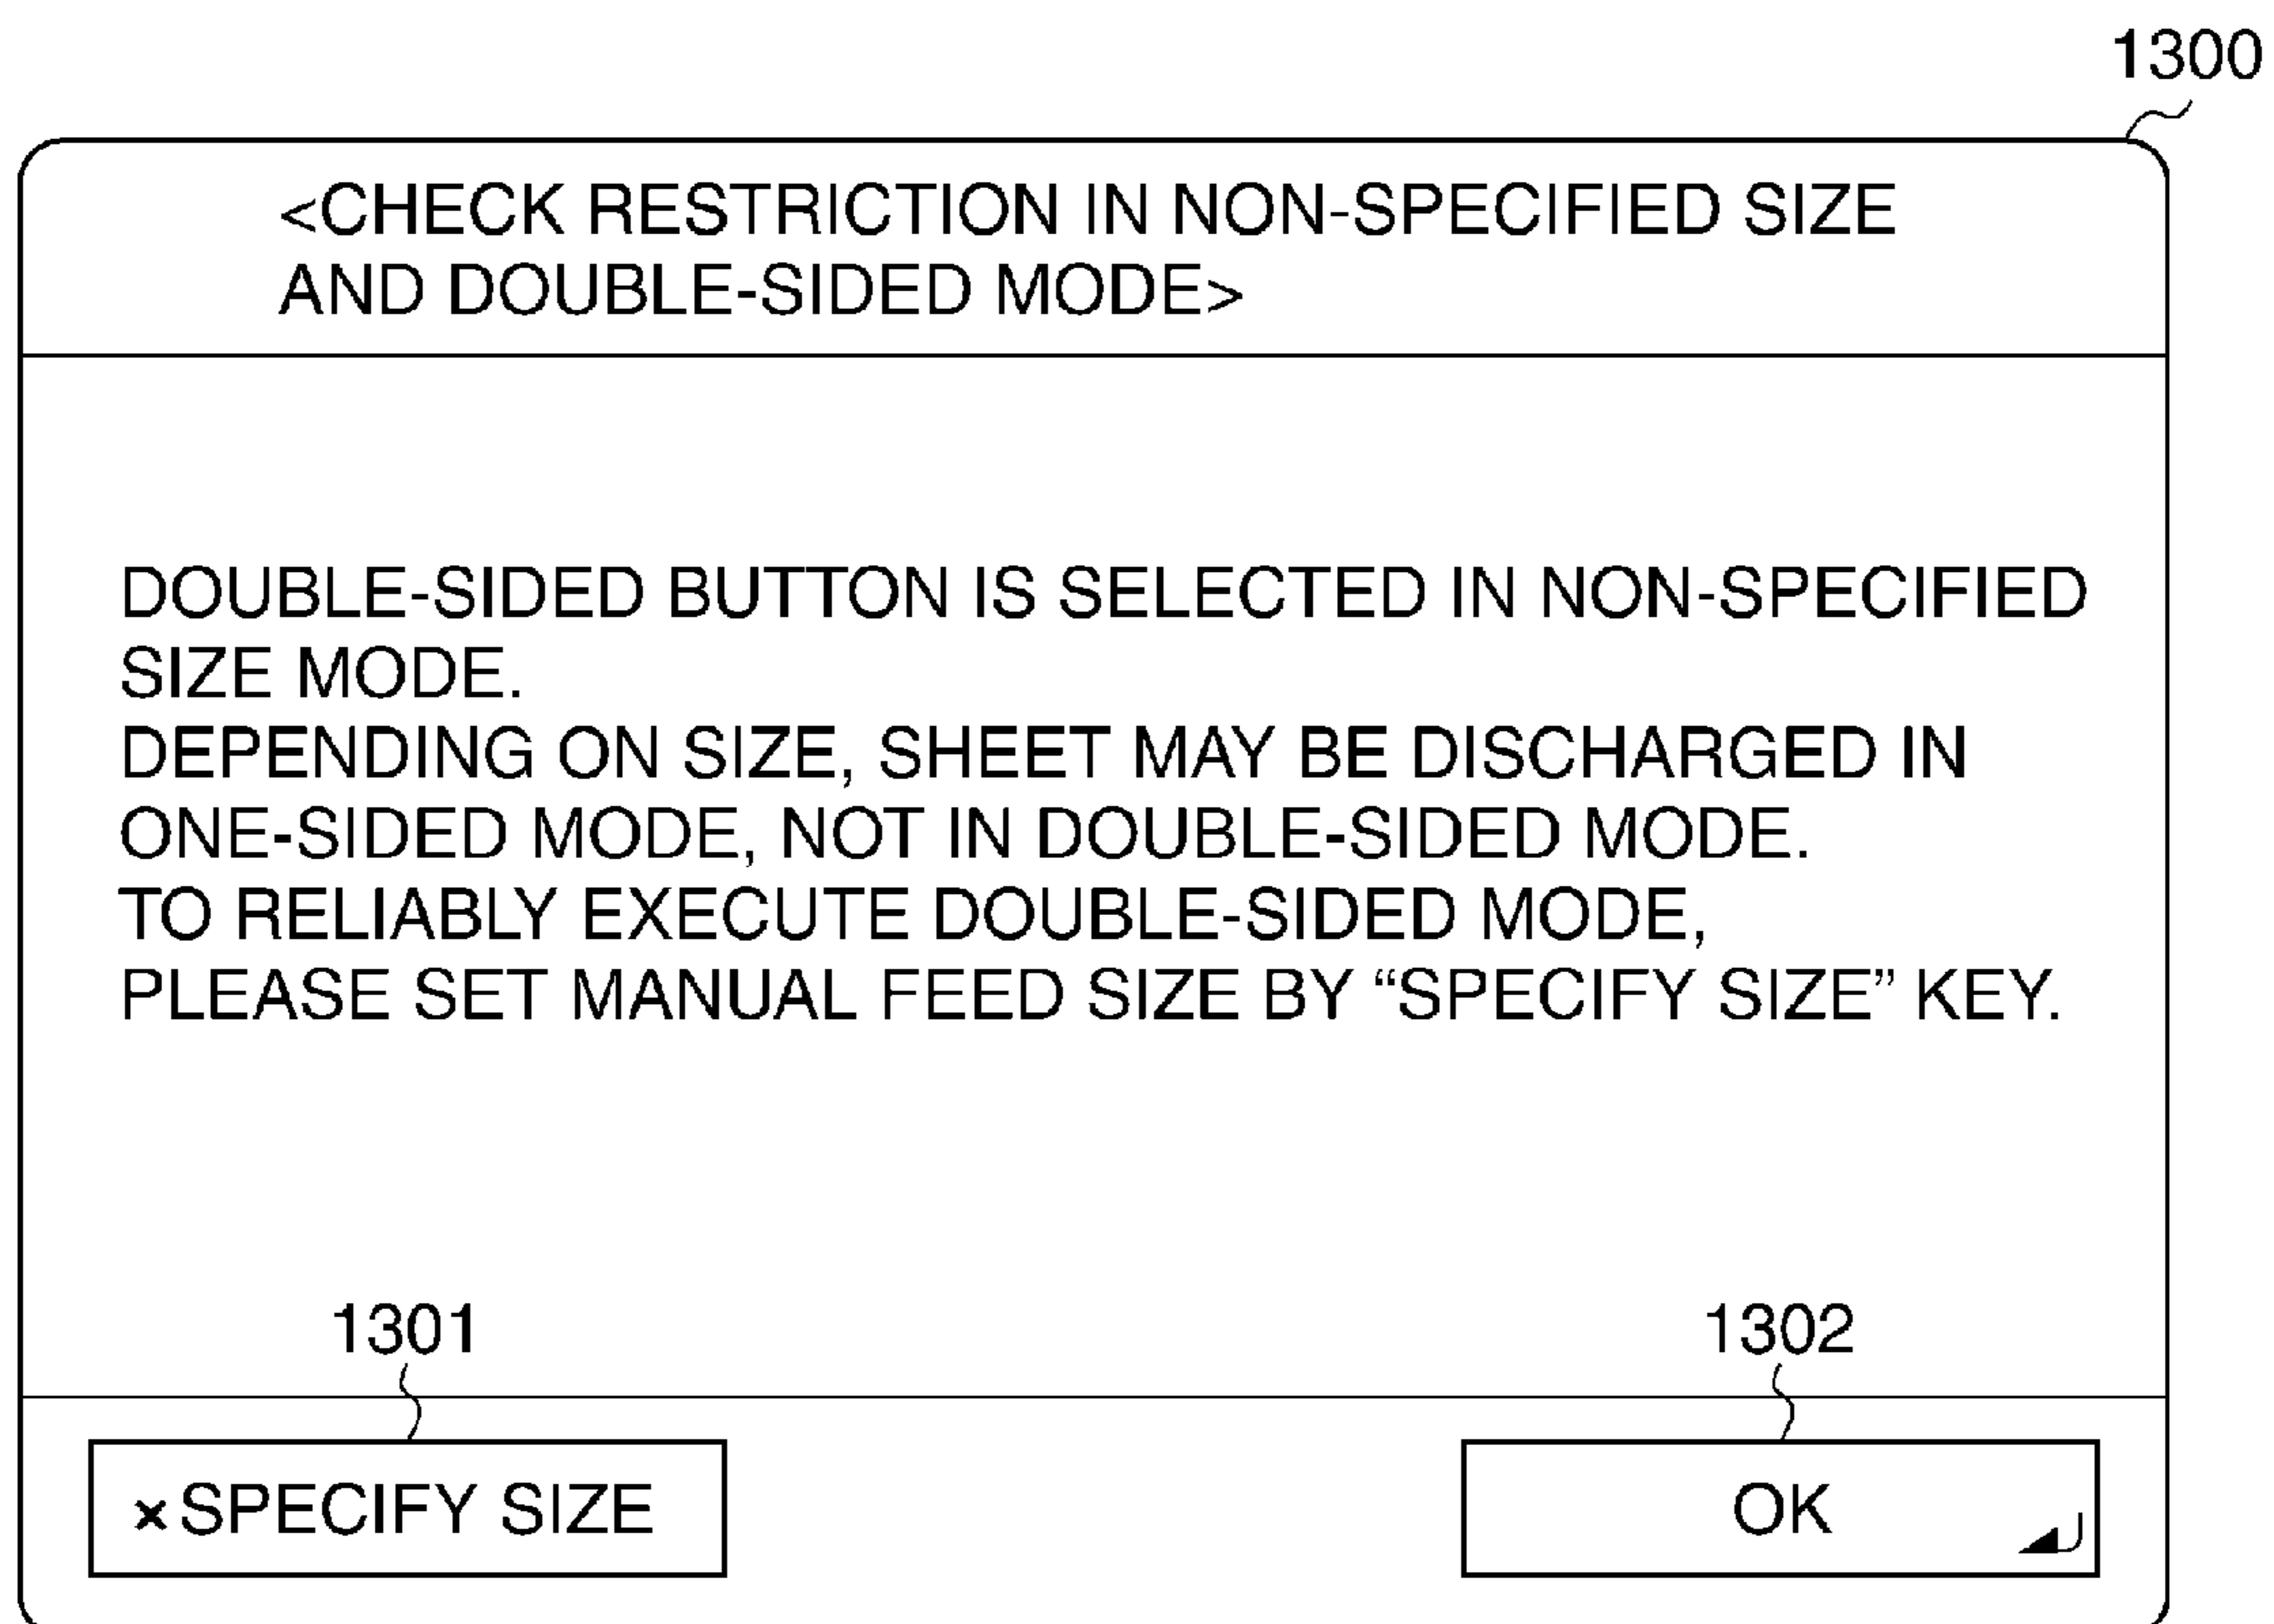 1300
<CHECK RESTRICTION IN NON-SPECIFIED SIZE
AND DOUBLE-SIDED MODE>
DOUBLE-SIDED BUTTON IS SELECTED IN NON-SPECIFIED
SIZE MODE.
DEPENDING ON SIZE, SHEET MAY BE DISCHARGED IN
ONE-SIDED MODE, NOT IN DOUBLE-SIDED MODE.
TO RELIABLY EXECUTE DOUBLE-SIDED MODE,
PLEASE SET MANUAL FEED SIZE BY “SPECIFY SIZE” KEY.
1301
1302
×SPECIFY SIZE
OK